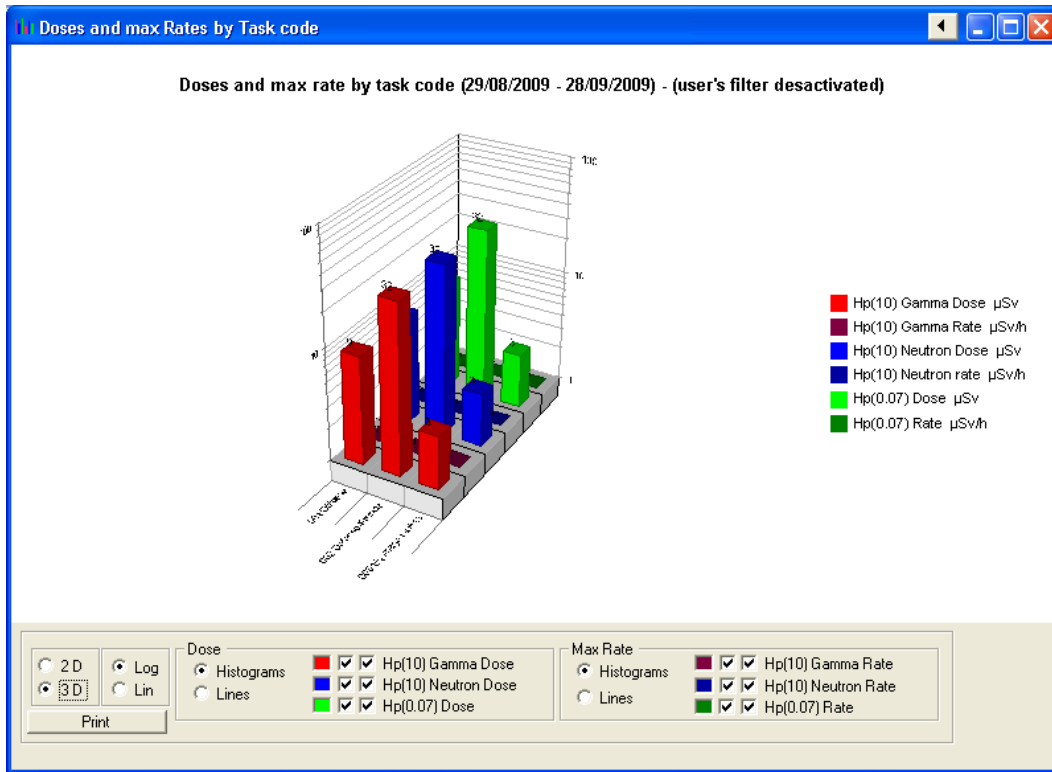 Doses and max Rates by Task code
Doses and max rate by task code (29/08/2009 - 28/09/2009) - (user's filter desactivated)
100
10
1
10
Hp(10) Gamma Dose µSv
Hp(10) Gamma Rate µSv/h
Hp(10) Neutron Dose µSv
Hp(10) Neutron rate µSv/h
Hp(0.07) Dose µSv
Hp(0.07) Rate µSv/h
2 D
3 D
Log
Lin
Print
Dose
Histograms
Lines
Hp(10) Gamma Dose
Hp(10) Neutron Dose
Hp(0.07) Dose
Max Rate
Histograms
Lines
Hp(10) Gamma Rate
Hp(10) Neutron Rate
Hp(0.07) Rate